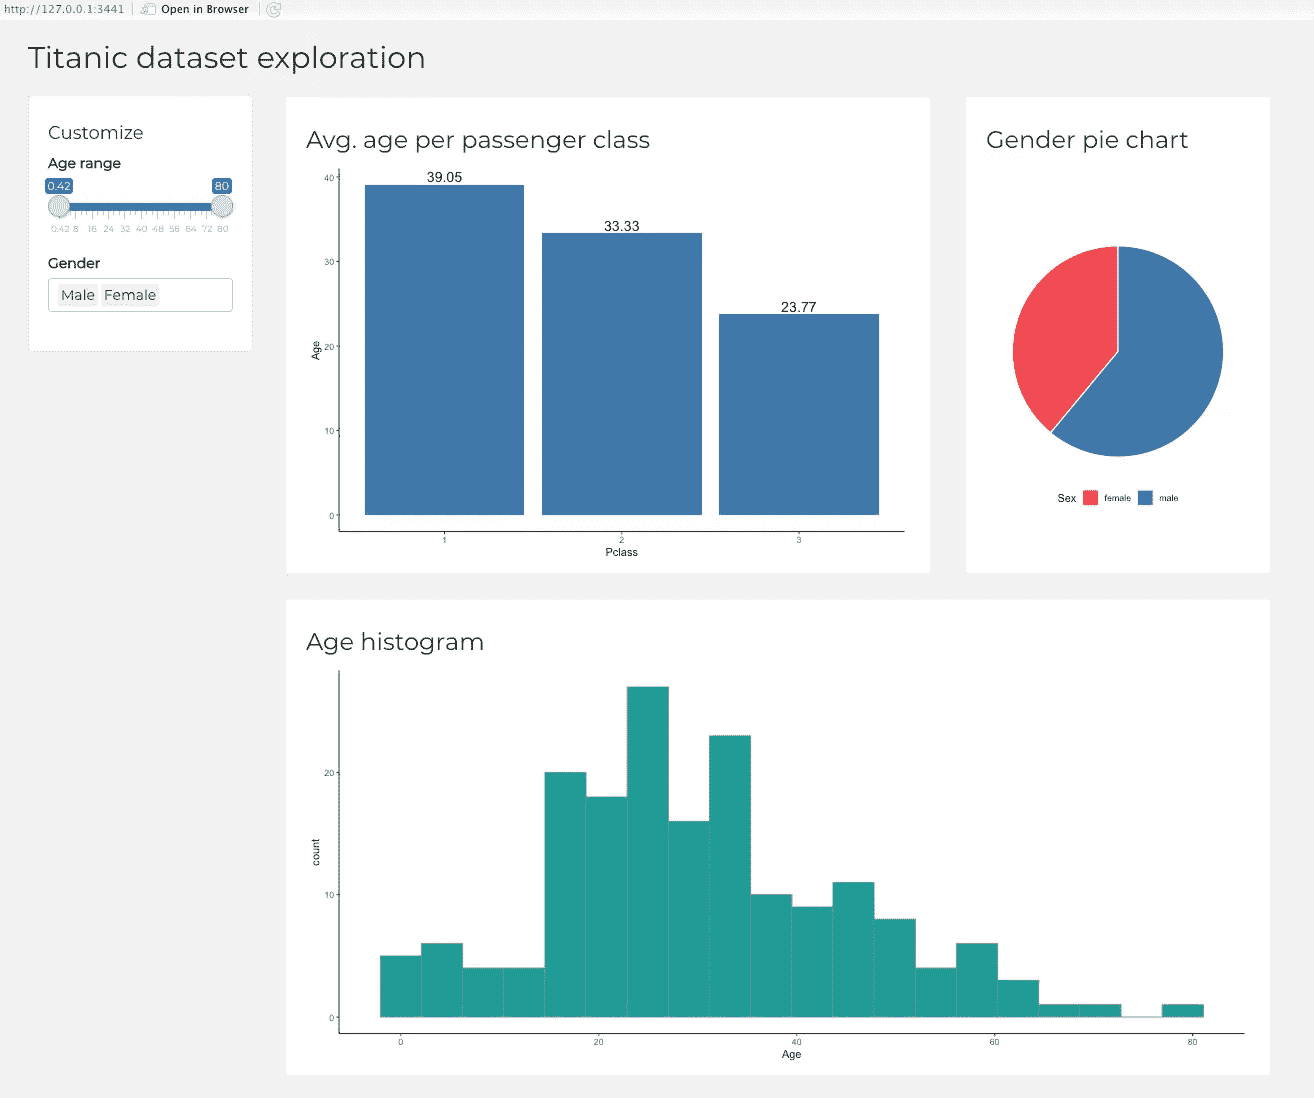 http://127.0.0.1:3441 Open in Browser
Titanic dataset exploration
Customize
Age range
0.42 80
0.42 8 16 24 32 40 48 56 64 72 80
Gender
Male Female
Avg. age per passenger class
40
30
20
10
0
Age
39.05
33.33
23.77
1 2 3
Pclass
Gender pie chart
Sex female male
Age histogram
20
10
0
count
0 20 40 60 80
Age